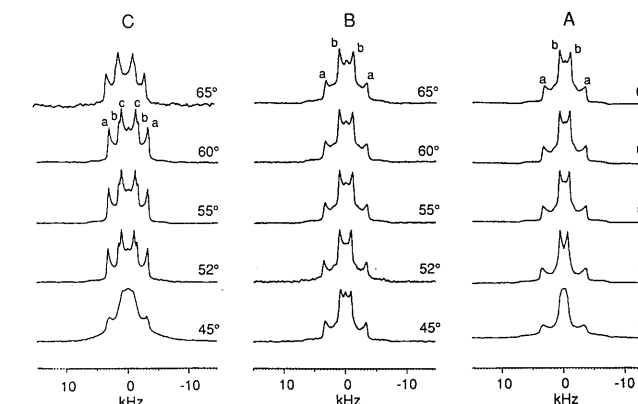 C B A
b b b b
a a a a
65° 65°
c c
a b b a
60° 60°
55° 55°
52° 52°
45° 45°
10 0 -10 10 0 -10 10 0 -10
kHz kHz kHz